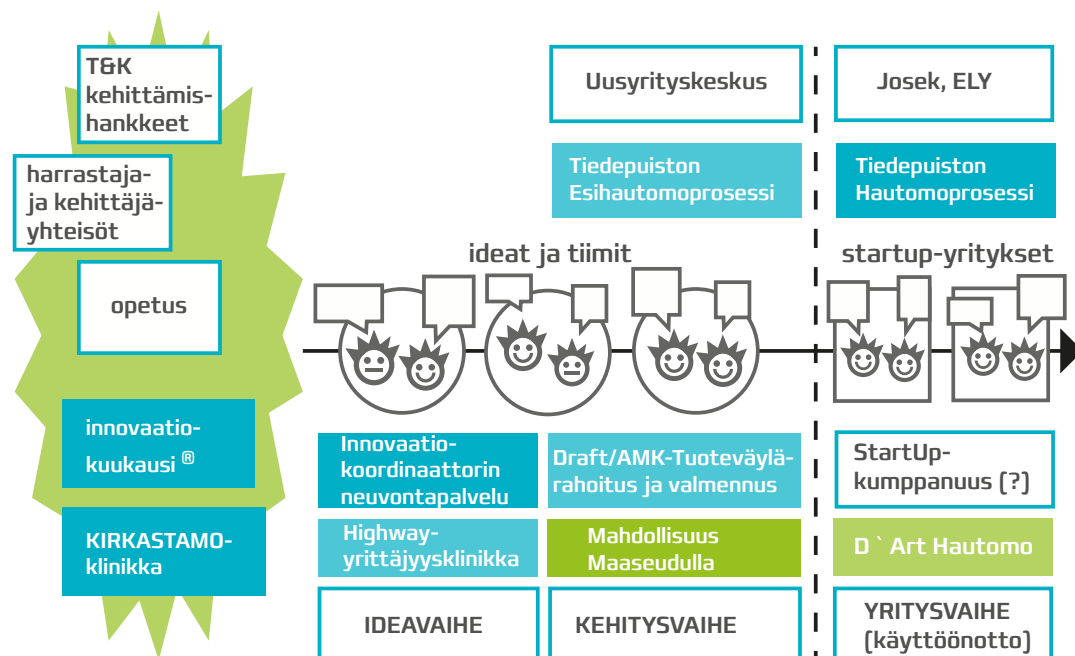 T&K
kehittämis-
hankkeet
harrastaja-
ja kehittäjä-
yhteisöt
opetus
innovaatio-
kuukausi ®
KIRKASTAMO-
klinikka
Uusyrityskeskus
Josek, ELY
Tiedepuiston
Esihautomoprosessi
Tiedepuiston
Hautomoprosessi
ideat ja tiimit
startup-yritykset
Innovaatio-
koordinaattorin
neuvontapalvelu
Draft/AMK-Tuoteväylä-
rahoitus ja valmennus
StartUp-
kumppanuus (?)
Highway-
yrittäjyysklinikka
Mahdollisuus
Maaseudulla
D ` Art Hautomo
IDEAVAIHE
KEHITYSVAIHE
YRITYSVAIHE
(käyttöönotto)